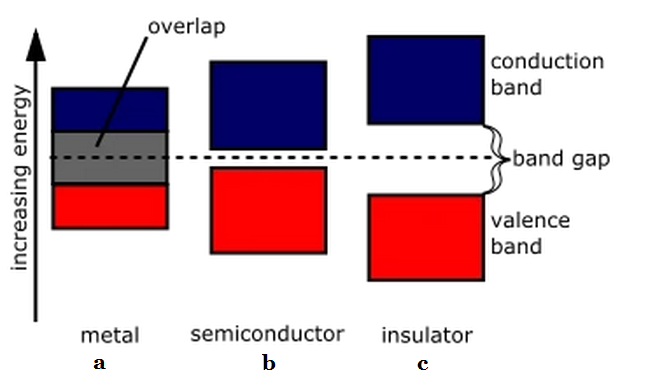 overlap
increasing energy
conduction
band
band gap
valence
band
metal
semiconductor
insulator
a
b
c